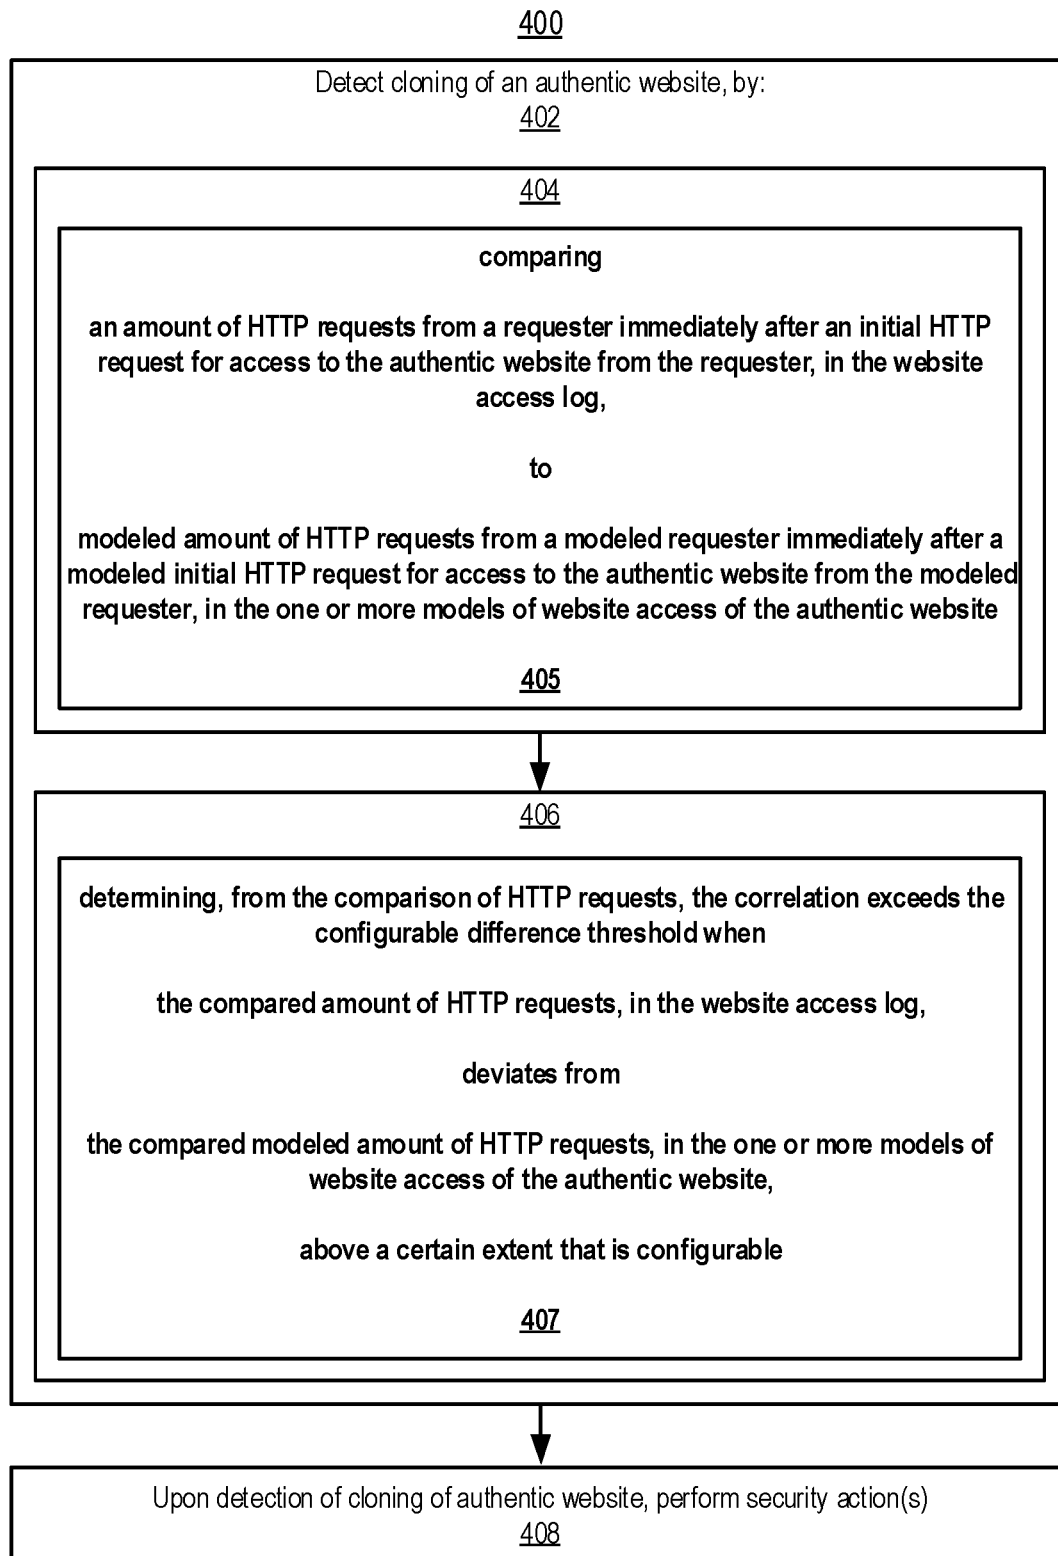 400
Detect cloning of an authentic website, by:
402
404
comparing
an amount of HTTP requests from a requester immediately after an initial HTTP
request for access to the authentic website from the requester, in the website
access log,
to
modeled amount of HTTP requests from a modeled requester immediately after a
modeled initial HTTP request for access to the authentic website from the modeled
requester, in the one or more models of website access of the authentic website
405
406
determining, from the comparison of HTTP requests, the correlation exceeds the
configurable difference threshold when
the compared amount of HTTP requests, in the website access log,
deviates from
the compared modeled amount of HTTP requests, in the one or more models of
website access of the authentic website,
above a certain extent that is configurable
407
Upon detection of cloning of authentic website, perform security action(s)
408